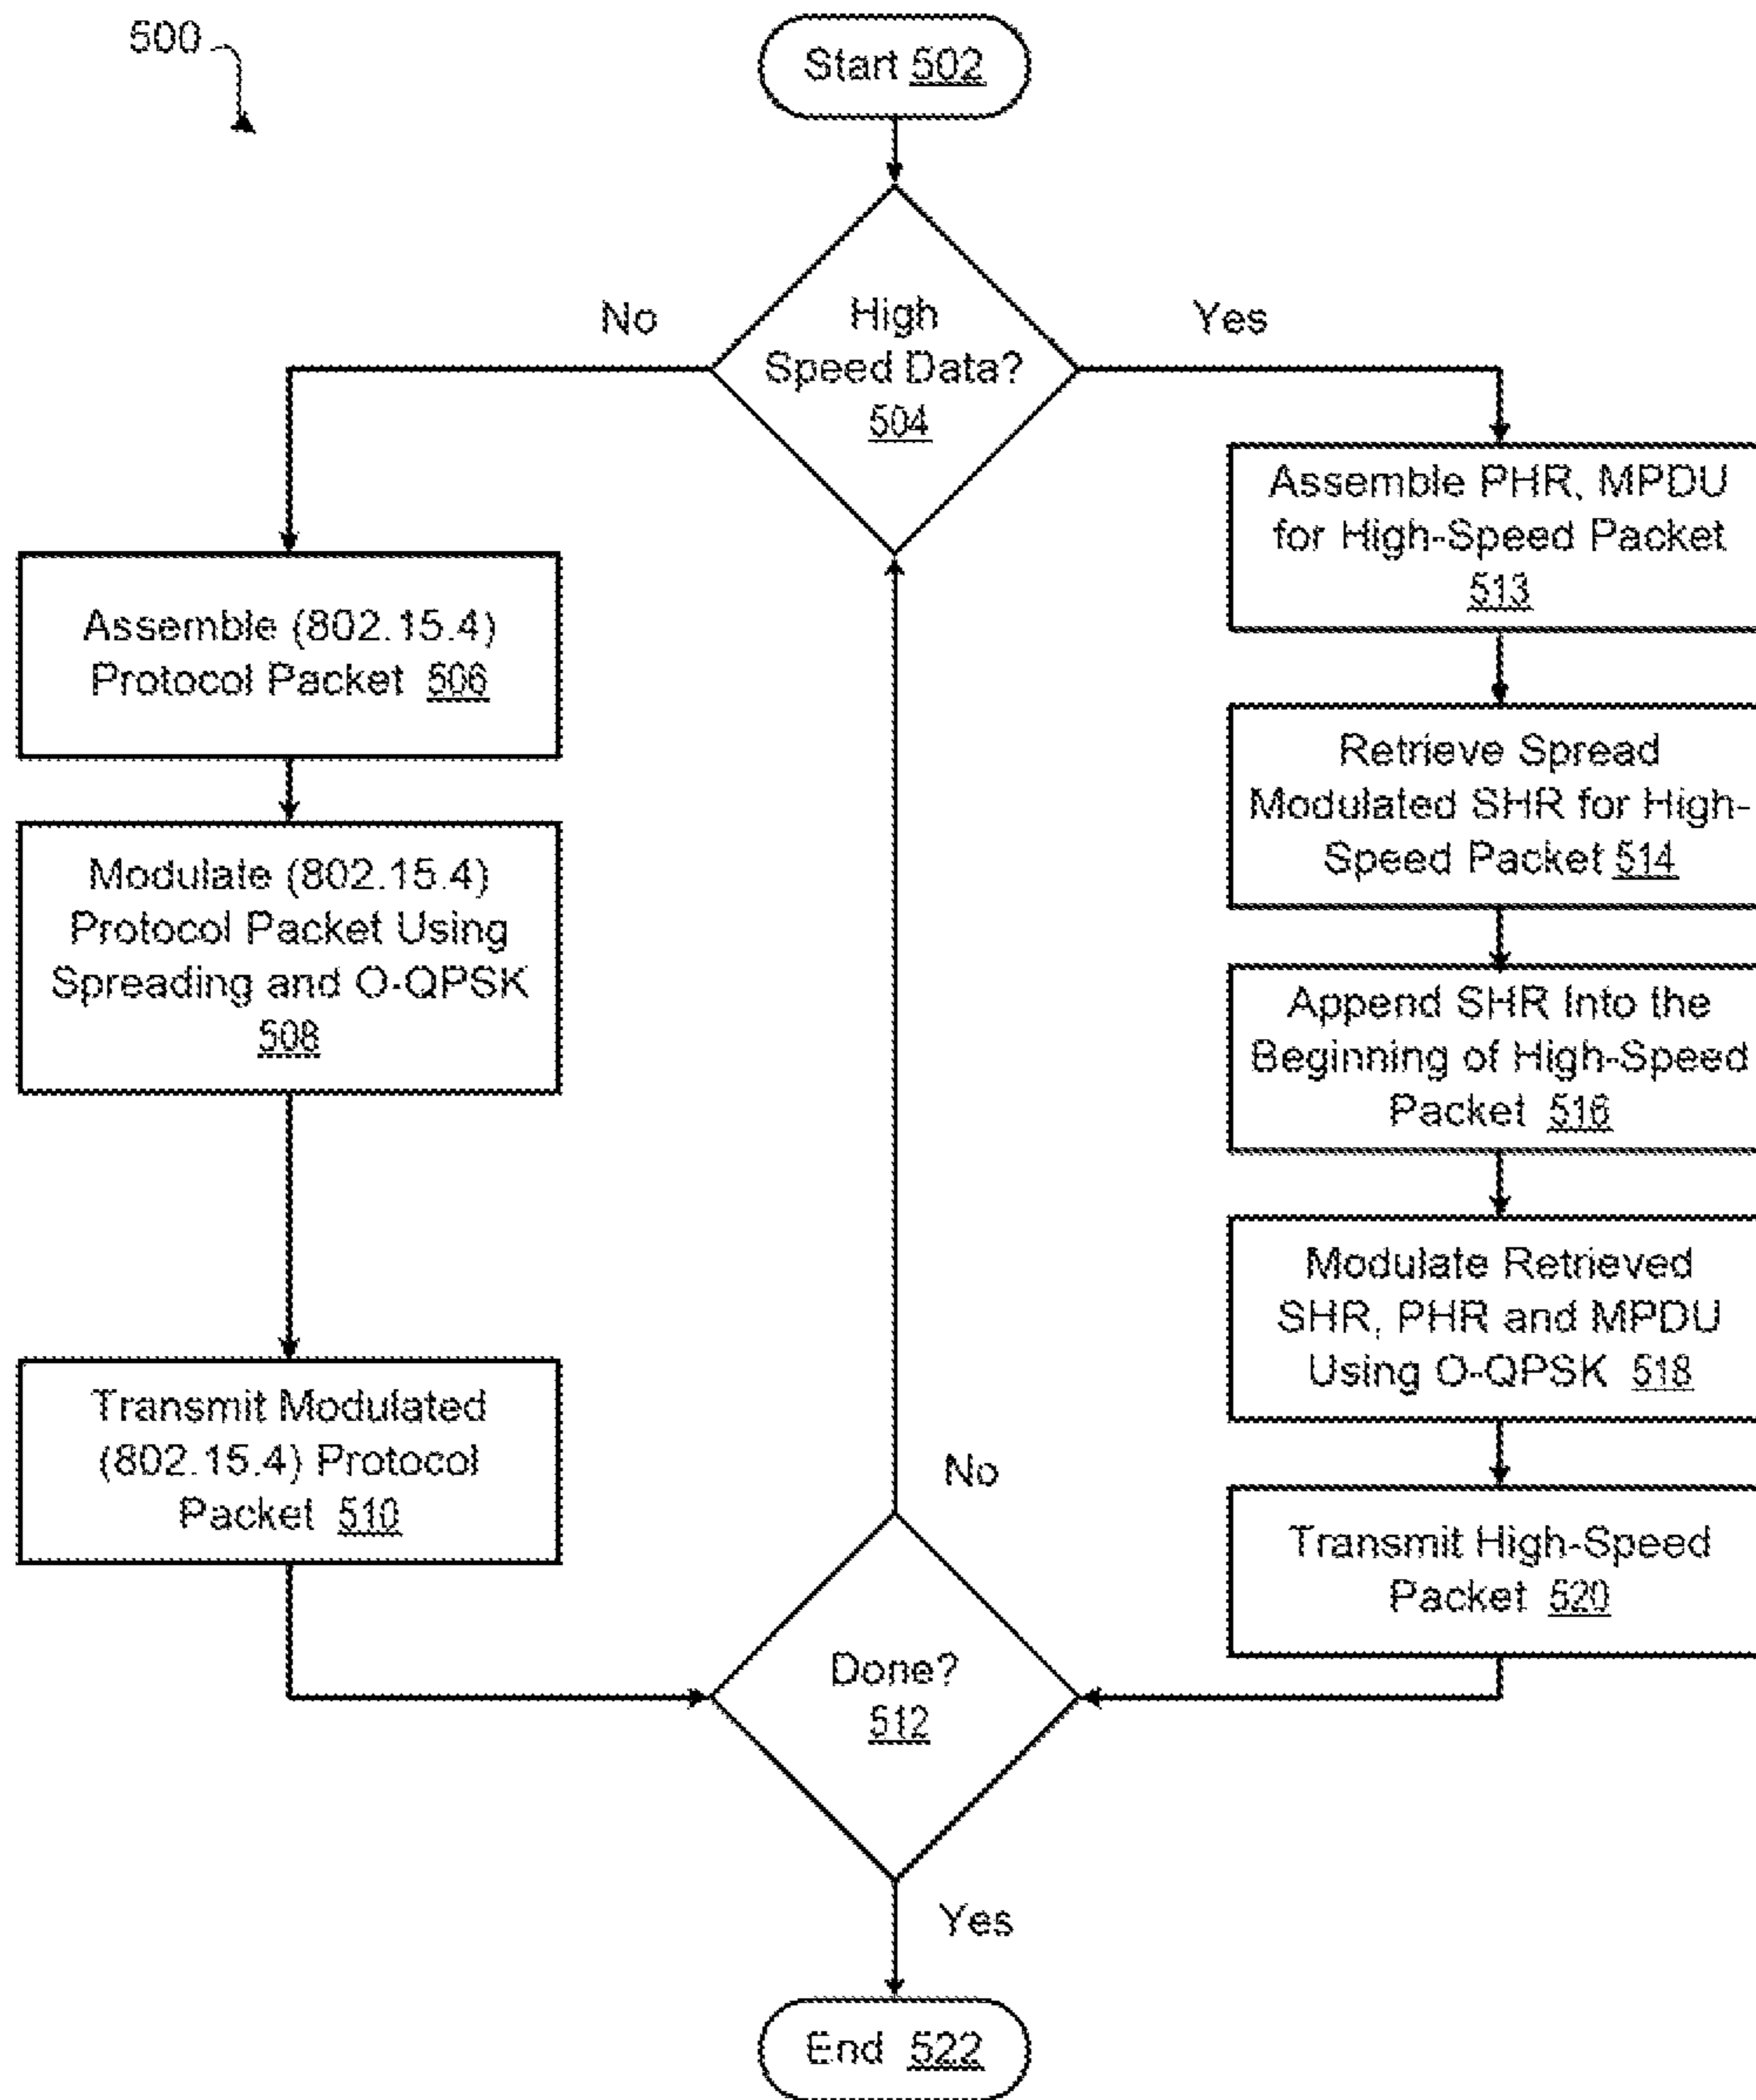 500
Start 502
High
Speed Data?
504
No
Yes
Assemble (802.15.4)
Protocol Packet 506
Modulate (802.15.4)
Protocol Packet Using
Spreading and O-QPSK
508
Transmit Modulated
(802.15.4) Protocol
Packet 510
Assemble PHR, MPDU
for High-Speed Packet
513
Retrieve Spread
Modulated SHR for High-
Speed Packet 514
Append SHR Into the
Beginning of High-Speed
Packet 516
Modulate Retrieved
SHR, PHR and MPDU
Using O-QPSK 518
Transmit High-Speed
Packet 520
No
Done?
512
Yes
End 522